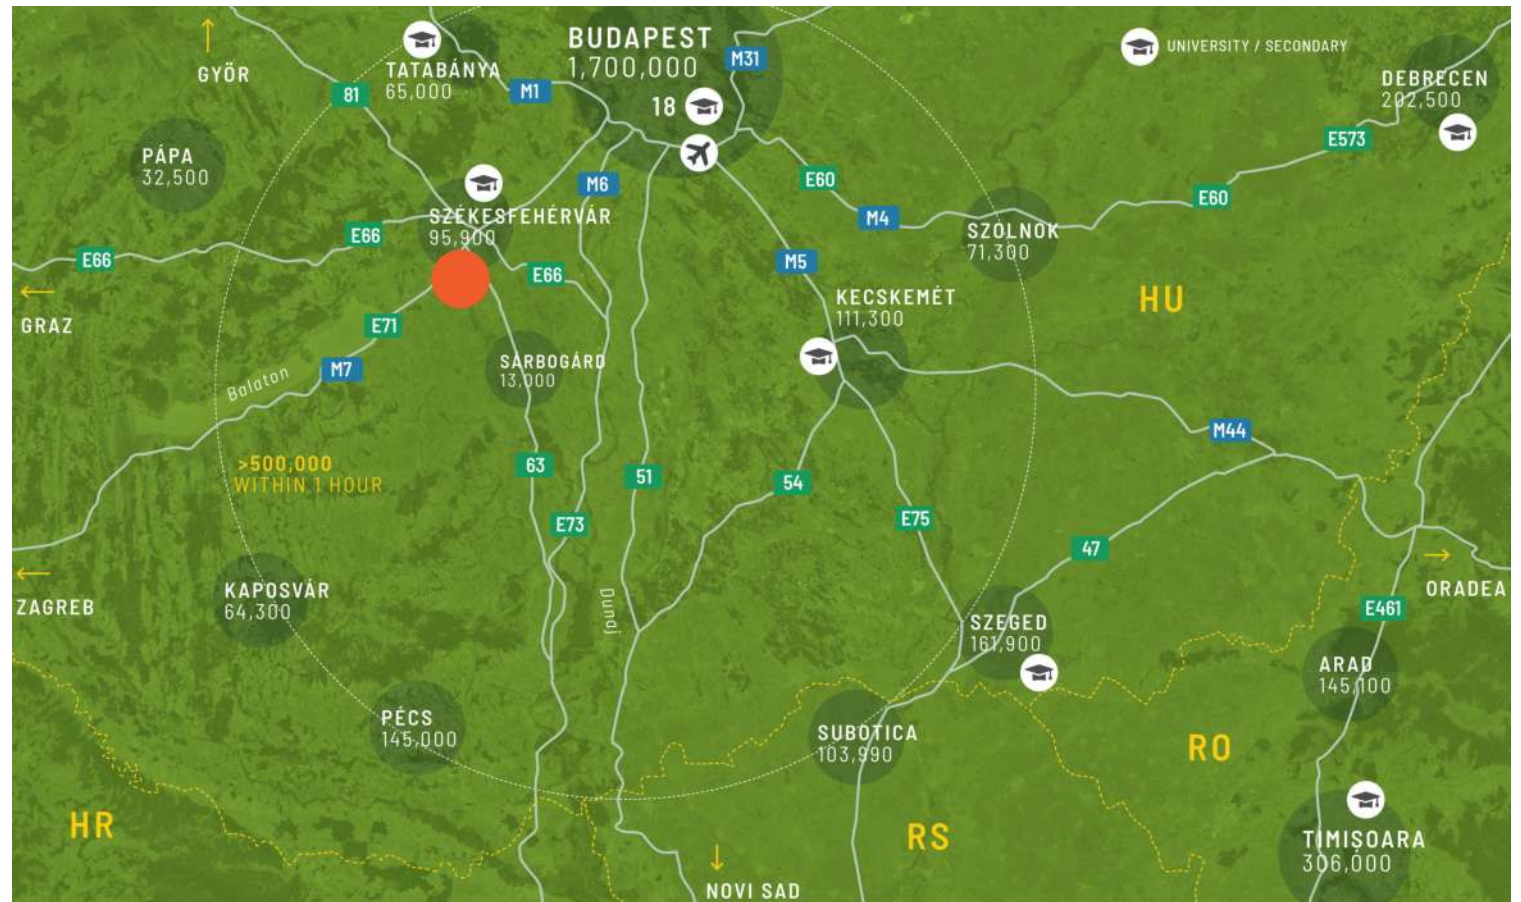 BUDAPEST
1,700,000
18
M31
UNIVERSITY / SECONDARY
DEBRECEN
202,500
GYÖR
TATABÁNYA
65,000
81
M1
E573
PÁPA
32,500
M6
E60
E60
M4
SZÉKESFEHÉRVÁR
95,900
E66
E66
E66
SZOLNOK
71,300
M5
HU
GRAZ
E71
KECSKEMÉT
111,300
M7
Balaton
SÁRBOGÁRD
13,000
M44
>500,000
WITHIN 1 HOUR
63
51
54
E73
E75
47
ZAGREB
KAPOSVÁR
64,300
Dunaj
ORADEA
E461
SZEGED
161,900
ARAD
145,100
PÉCS
145,000
SUBOTICA
103,990
RO
HR
RS
TIMIȘOARA
306,000
NOVI SAD